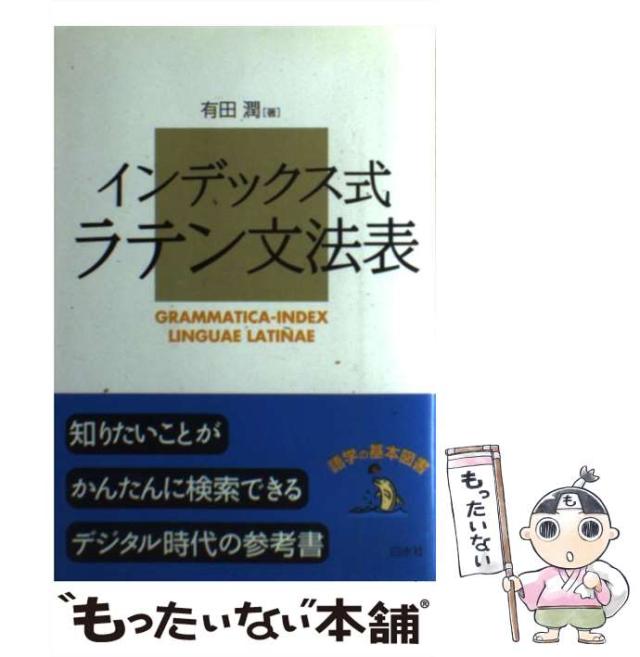 有田 潤[著]
インデックス式
ラテン文法表
GRAMMATICA-INDEX
LINGUAE LATINAE
知りたいことが
かんたんに検索できる
デジタル時代の参考書
語学の基本図書
白水社
"もったいない"本舗®
もったいない
も